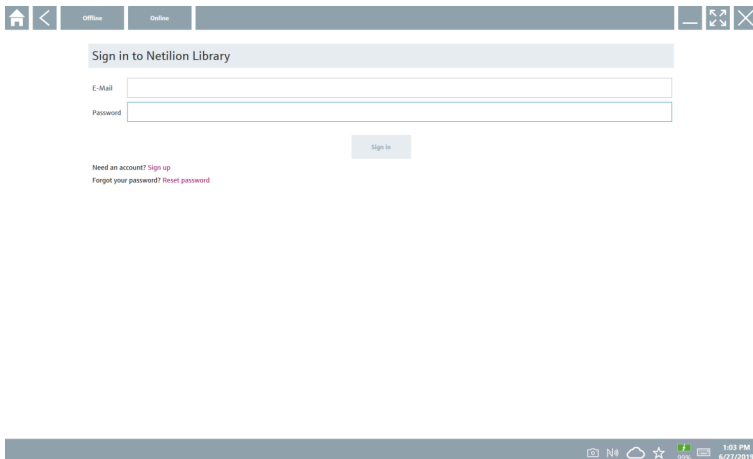 Offline Online
Sign in to Netilion Library
E-Mail
Password
Sign in
Need an account? Sign up
Forgot your password? Reset password
1:03 PM
99% 6/27/2019